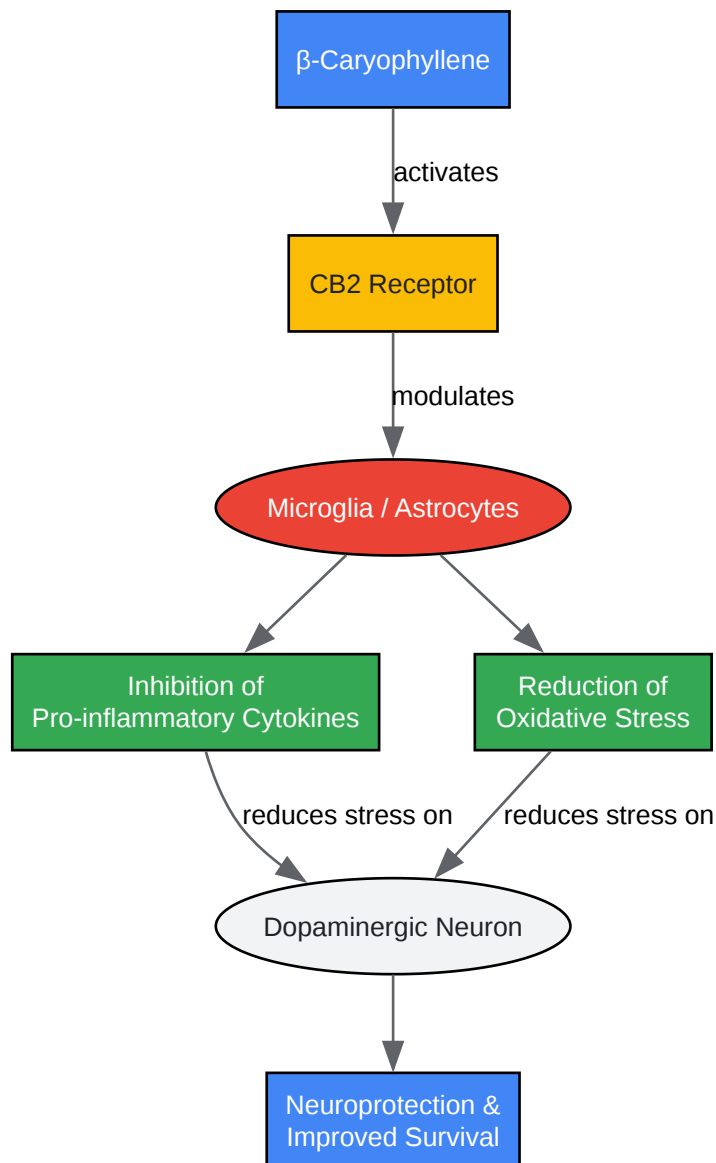 β-Caryophyllene
activates
CB2 Receptor
modulates
Microglia / Astrocytes
Inhibition of
Pro-inflammatory Cytokines
Reduction of
Oxidative Stress
reduces stress on
reduces stress on
Dopaminergic Neuron
Neuroprotection &
Improved Survival